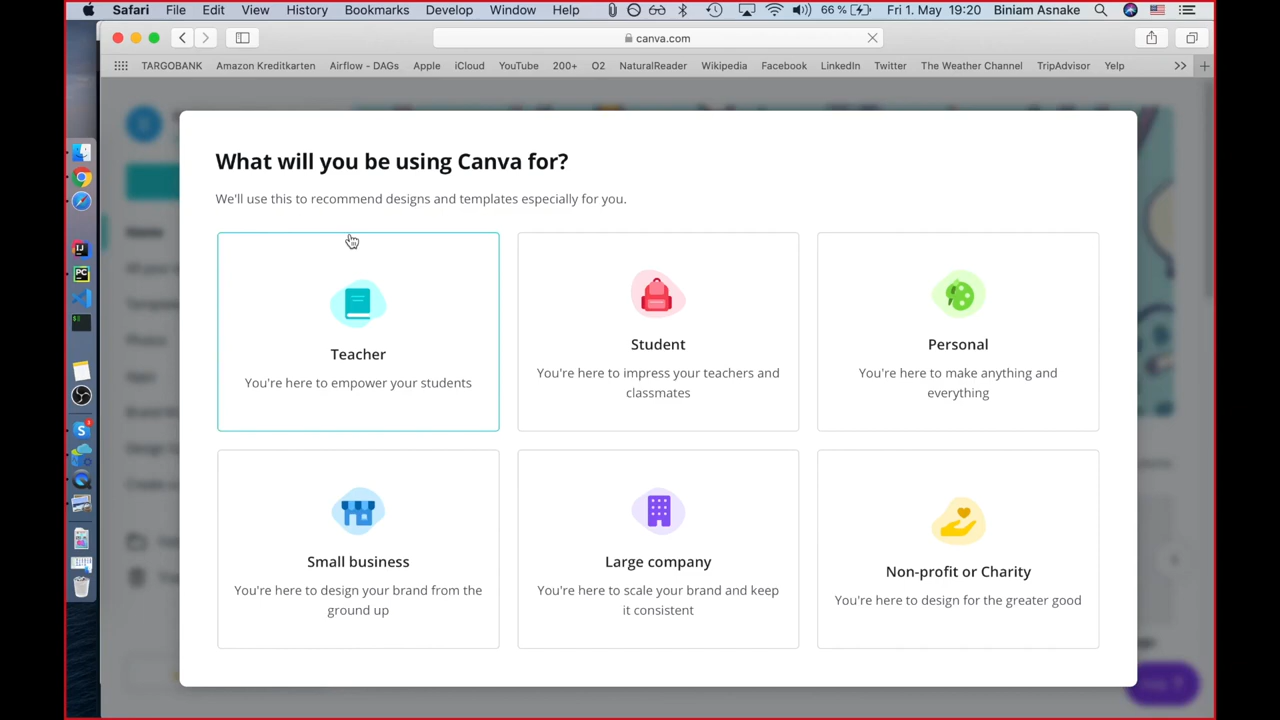 Safari File Edit View History Bookmarks Develop Window Help 66 % Fri 1. May 19:20 Biniam Asnake
canva.com
TARGOBANK Amazon Kreditkarten Airflow - DAGs Apple iCloud YouTube 200+ O2 NaturalReader Wikipedia Facebook LinkedIn Twitter The Weather Channel TripAdvisor Yelp
What will you be using Canva for?
We'll use this to recommend designs and templates especially for you.
Teacher
You're here to empower your students
Student
You're here to impress your teachers and
classmates
Personal
You're here to make anything and
everything
Small business
You're here to design your brand from the
ground up
Large company
You're here to scale your brand and keep
it consistent
Non-profit or Charity
You're here to design for the greater good